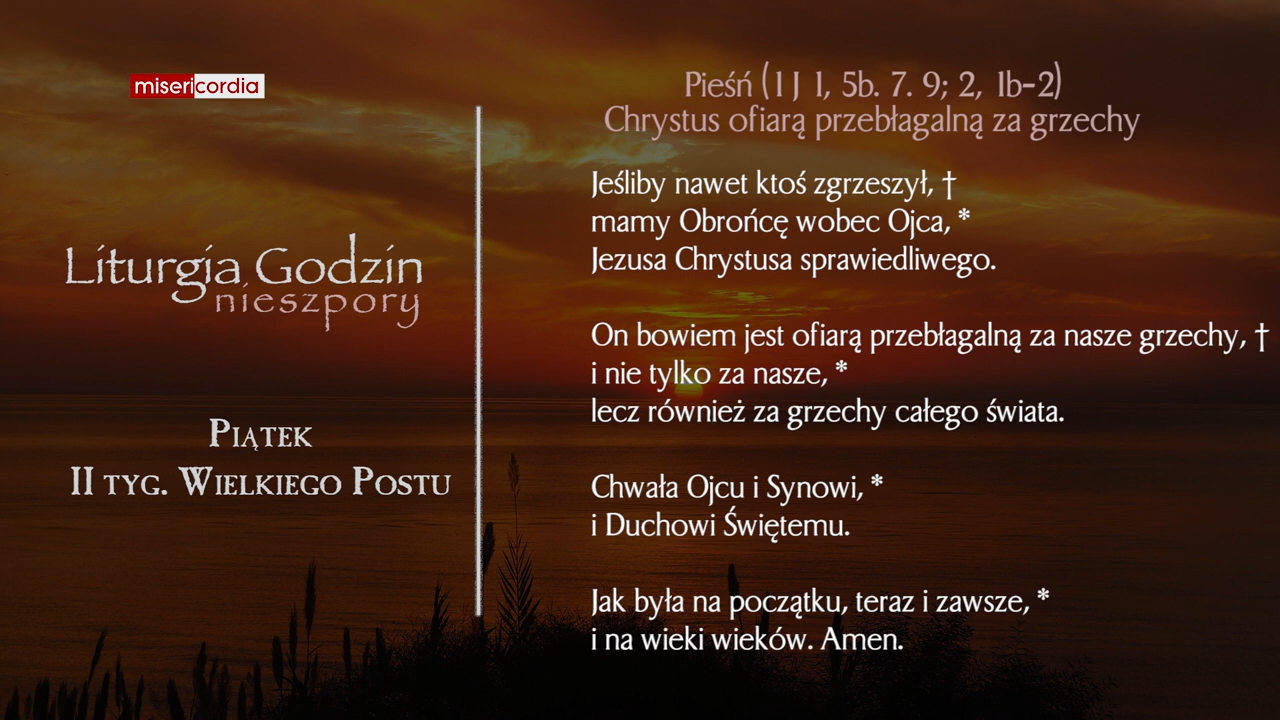 misericordia
Liturgia Godzin
nieszpory
Piątek
II tyg. Wielkiego Postu
Pieśń (1 J 1, 5b. 7. 9; 2, 1b-2)
Chrystus ofiarą przebłagalną za grzechy
Jeśliby nawet ktoś zgrzeszył, †
mamy Obrońcę wobec Ojca, *
Jezusa Chrystusa sprawiedliwego.
On bowiem jest ofiarą przebłagalną za nasze grzechy, †
i nie tylko za nasze, *
lecz również za grzechy całego świata.
Chwała Ojcu i Synowi, *
i Duchowi Świętemu.
Jak była na początku, teraz i zawsze, *
i na wieki wieków. Amen.